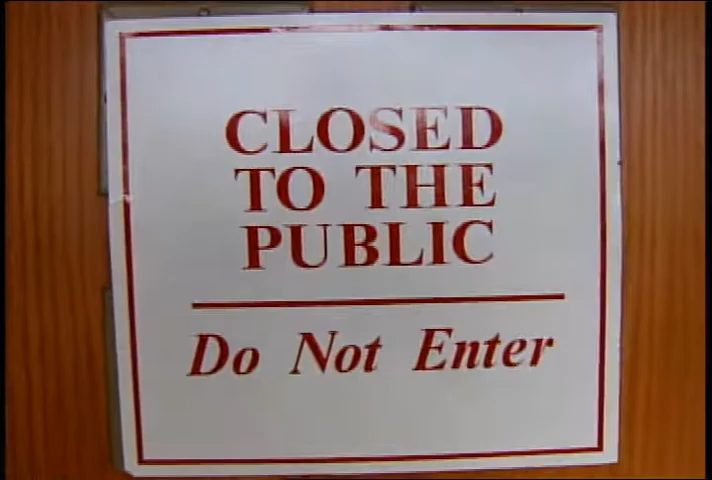 CLOSED
TO THE
PUBLIC
Do Not Enter